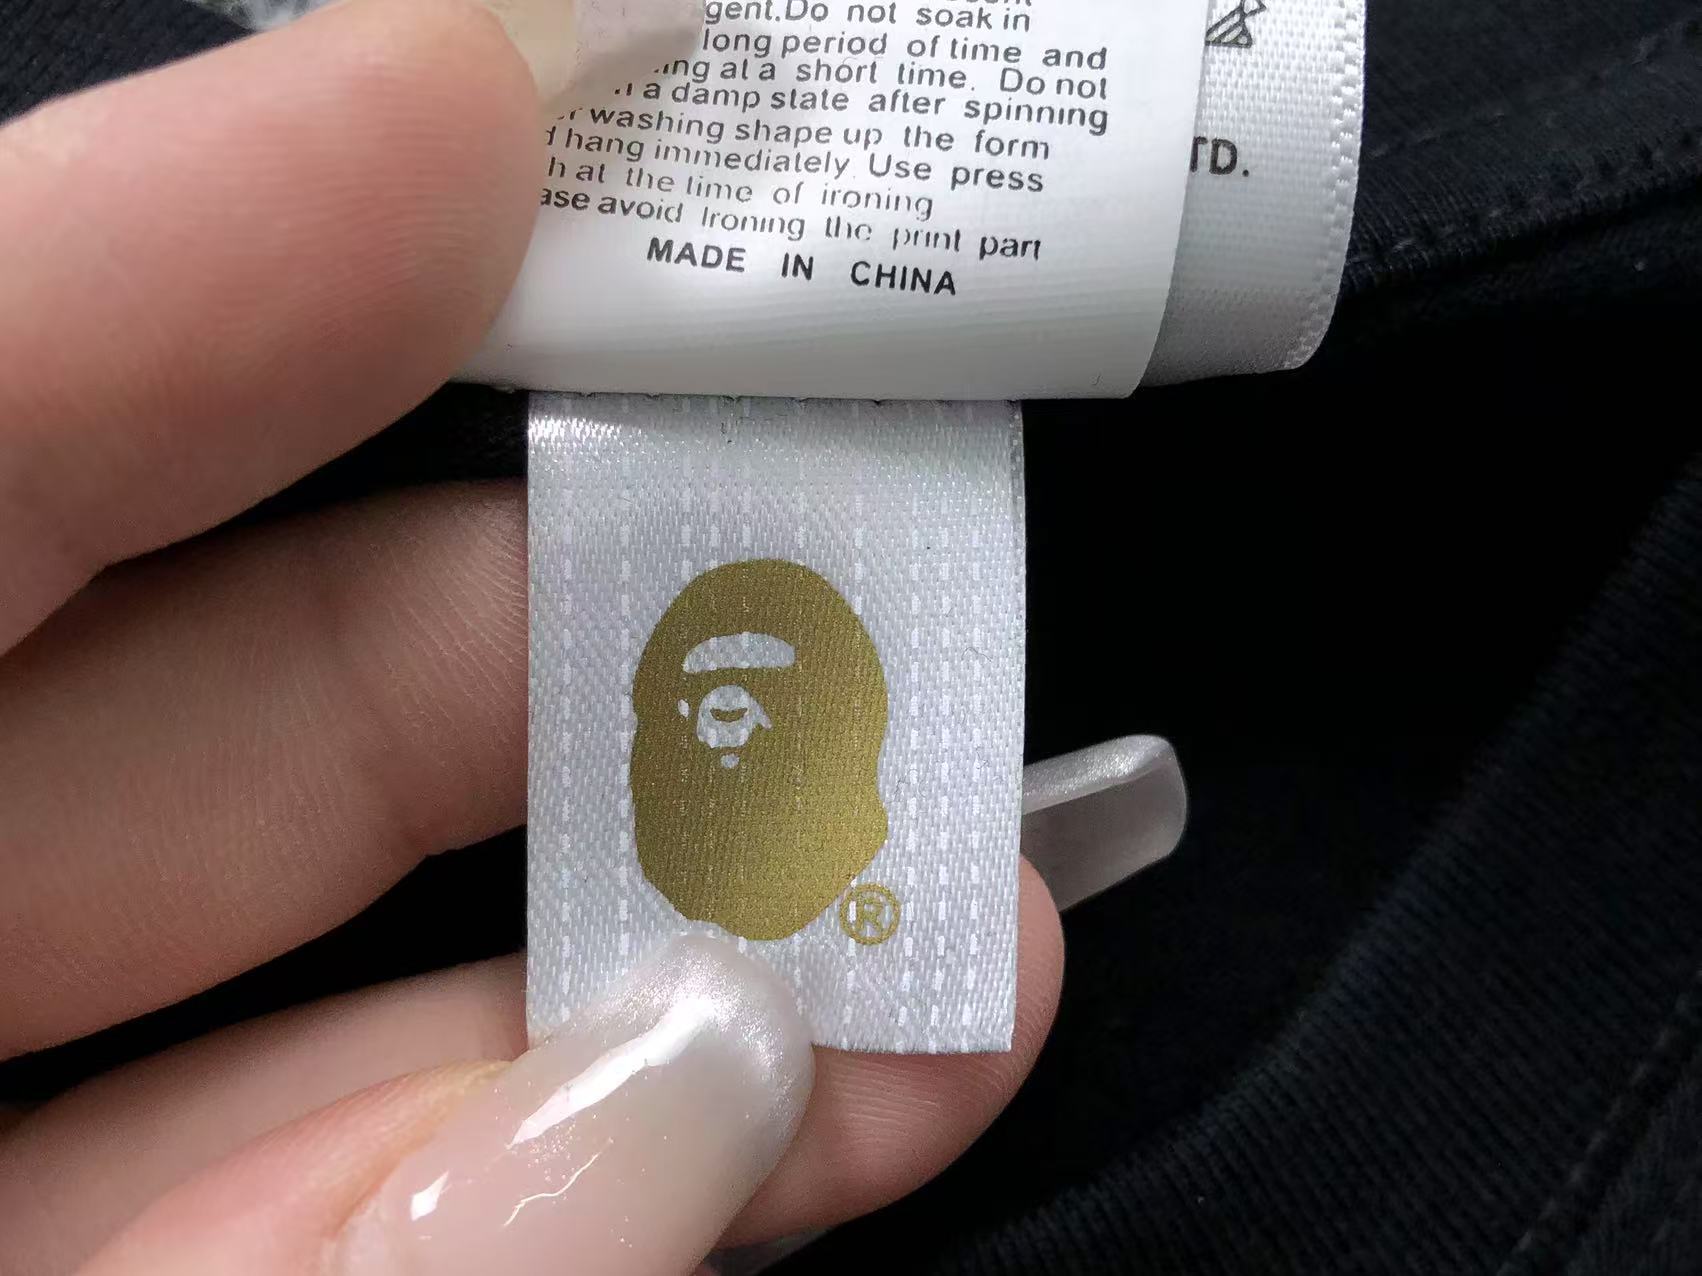 gent.Do not soak in
long period of time and
ing at a short time. Do not
a damp state after spinning
washing shape up the form
hang immediately Use press
h at the time of ironing
ase avoid Ironing the print part
MADE IN CHINA
TD.
®